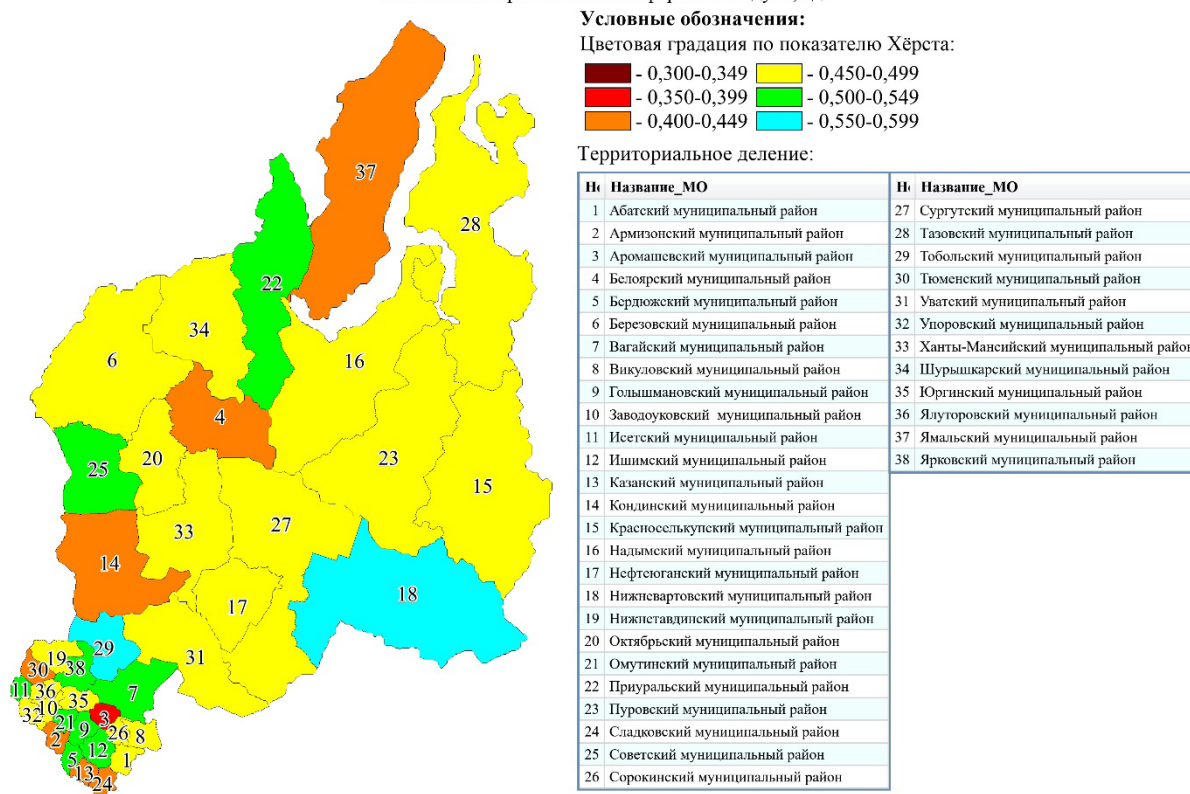 Условные обозначения:
Цветовая градация по показателю Хёрста:
- 0,300-0,349 - 0,450-0,499
- 0,350-0,399 - 0,500-0,549
- 0,400-0,449 - 0,550-0,599
Территориальное деление:
Название_МО
1 Абатский муниципальный район
2 Армизонский муниципальный район
3 Аромашевский муниципальный район
4 Белоярский муниципальный район
5 Бердюжский муниципальный район
6 Березовский муниципальный район
7 Вагайский муниципальный район
8 Викуловский муниципальный район
9 Голышмановский муниципальный район
10 Заводоуковский муниципальный район
11 Исетский муниципальный район
12 Ишимский муниципальный район
13 Казанский муниципальный район
14 Кондинский муниципальный район
15 Красноселькупский муниципальный район
16 Надымский муниципальный район
17 Нефтеюганский муниципальный район
18 Нижневартовский муниципальный район
19 Нижнетавдинский муниципальный район
20 Октябрьский муниципальный район
21 Омутинский муниципальный район
22 Приуральский муниципальный район
23 Пуровский муниципальный район
24 Сладковский муниципальный район
25 Советский муниципальный район
26 Сорокинский муниципальный район
Название_МО
27 Сургутский муниципальный район
28 Тазовский муниципальный район
29 Тобольский муниципальный район
30 Тюменский муниципальный район
31 Уватский муниципальный район
32 Упоровский муниципальный район
33 Ханты-Мансийский муниципальный район
34 Шурышкарский муниципальный район
35 Юргинский муниципальный район
36 Ялуторовский муниципальный район
37 Ямальский муниципальный район
38 Ярковский муниципальный район
37
28
22
34
16
6
4
20
23
25
15
27
33
14
17
18
29
31
19
38
30
7
11
36
35
10
32
3
21
9
26
8
2
12
5
1
13
24